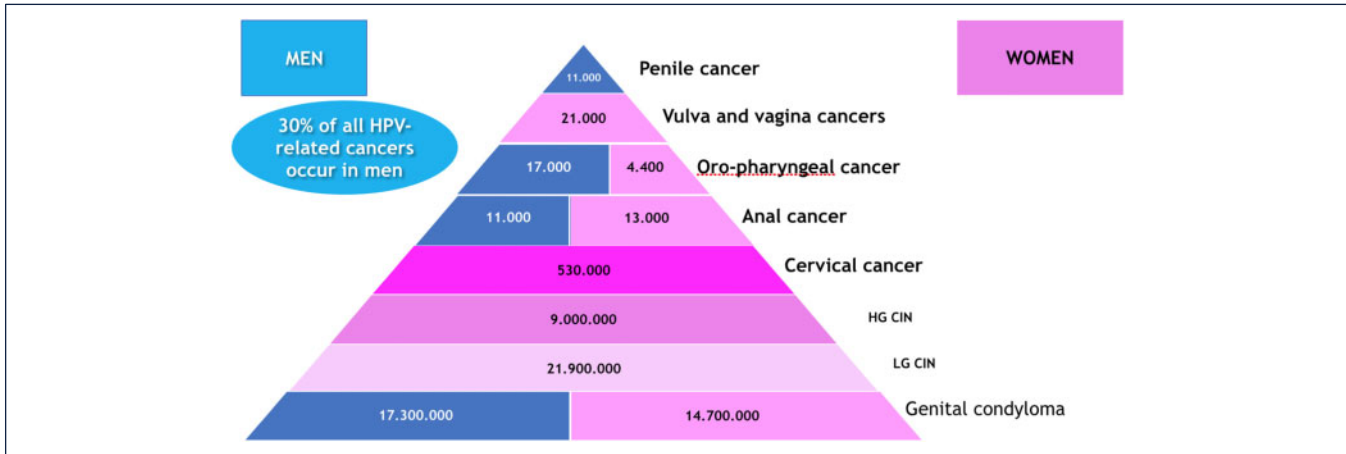 MEN
WOMEN
30% of all HPV-
related cancers
occur in men
11.000
Penile cancer
21.000
Vulva and vagina cancers
17.000
4.400
Oro-pharyngeal cancer
11.000
13.000
Anal cancer
530.000
Cervical cancer
9.000.000
HG CIN
21.900.000
LG CIN
17.300.000
14.700.000
Genital condyloma